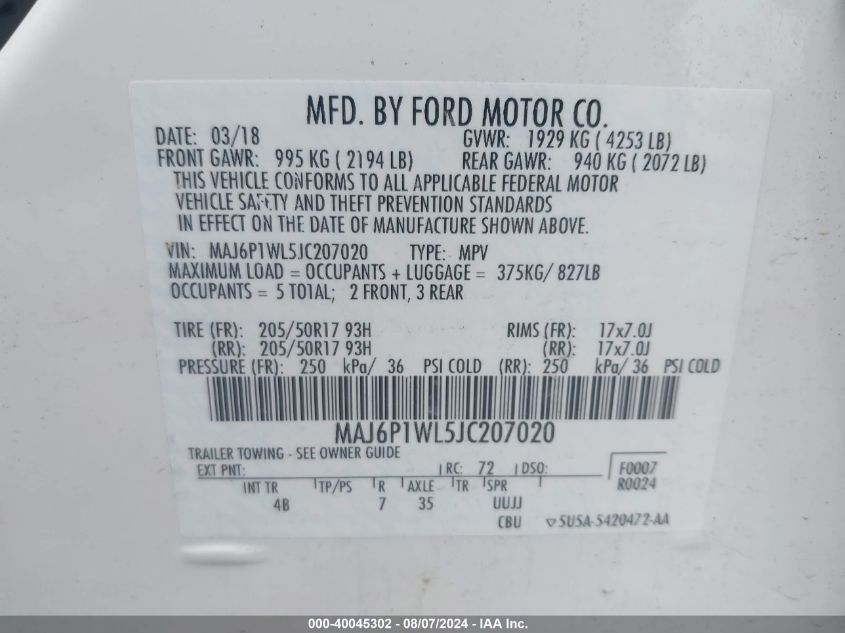 MFD. BY FORD MOTOR CO.
DATE: 03/18 GVWR: 1929 KG ( 4253 LB)
FRONT GAWR: 995 KG ( 2194 LB) REAR GAWR: 940 KG ( 2072 LB)
THIS VEHICLE CONFORMS TO ALL APPLICABLE FEDERAL MOTOR
VEHICLE SAFETY AND THEFT PREVENTION STANDARDS
IN EFFECT ON THE DATE OF MANUFACTURE SHOWN ABOVE.
VIN: MAJ6P1WL5JC207020 TYPE: MPV
MAXIMUM LOAD = OCCUPANTS + LUGGAGE = 375KG/ 827LB
OCCUPANTS = 5 TOTAL; 2 FRONT, 3 REAR
TIRE (FR): 205/50R17 93H RIMS (FR): 17x7.0J
(RR): 205/50R17 93H (RR): 17x7.0J
PRESSURE (FR): 250 kPa/ 36 PSI COLD (RR): 250 kPa/ 36 PSI COLD
MAJ6P1WL5JC207020
TRAILER TOWING - SEE OWNER GUIDE
EXT PNT: RC: 72 DSO: F0007
INT TR TP/PS R AXLE TR SPR R0024
4B 7 35 UUJJ
CBU 5U5A-5420472-AA
000-40045302 - 08/07/2024 - IAA Inc.